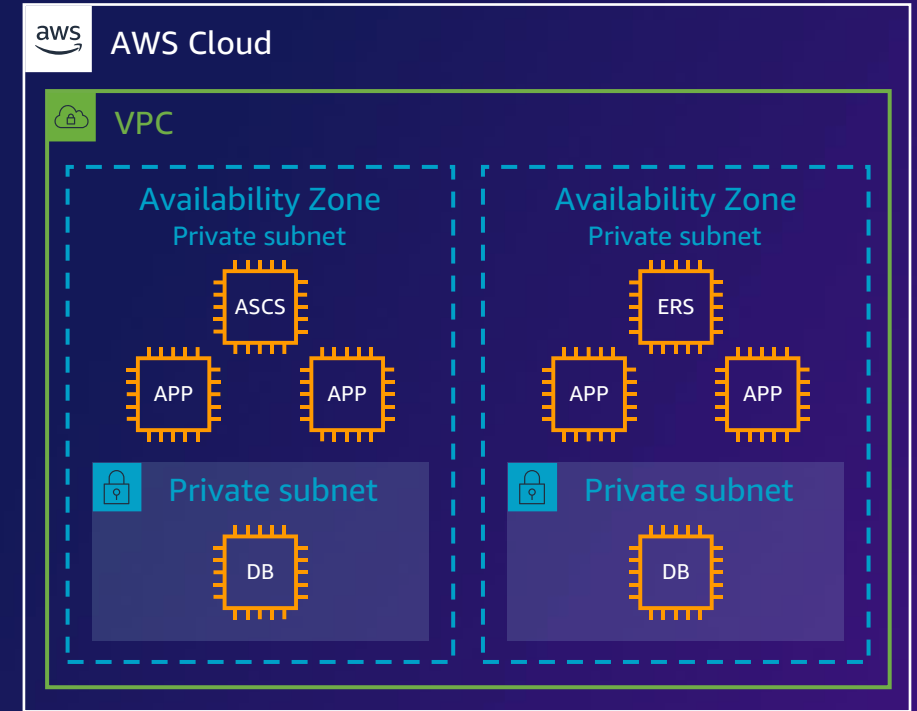 aws
AWS Cloud
VPC
Availability Zone
Private subnet
ASCS
APP
APP
Private subnet
DB
Availability Zone
Private subnet
ERS
APP
APP
Private subnet
DB